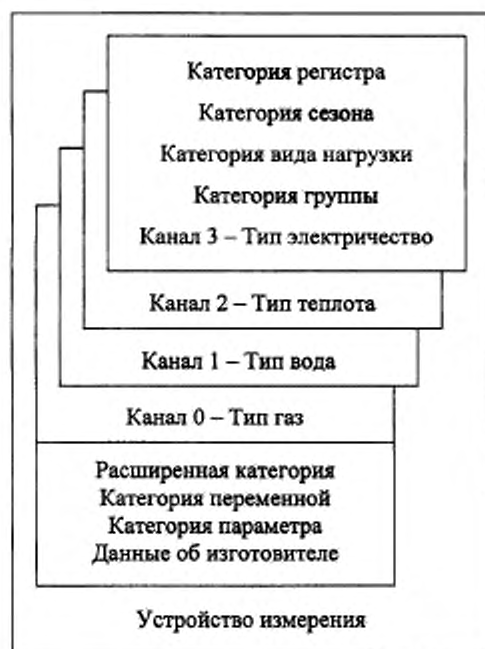 Категория регистра
Категория сезона
Категория вида нагрузки
Категория группы
Канал 3 – Тип электричество
Канал 2 – Тип теплота
Канал 1 – Тип вода
Канал 0 – Тип газ
Расширенная категория
Категория переменной
Категория параметра
Данные об изготовителе
Устройство измерения